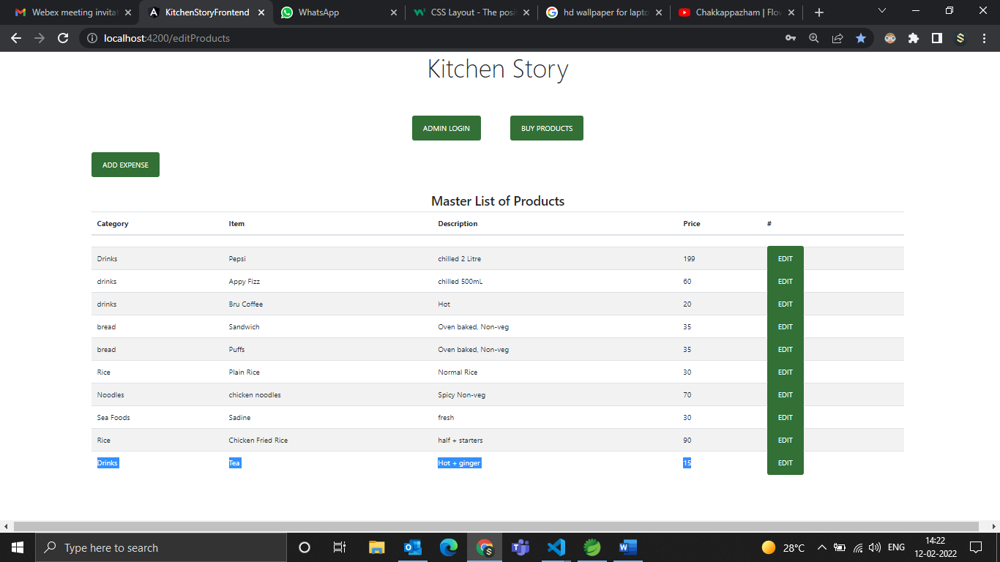 Webex meeting invitat
KitchenStoryFrontend
WhatsApp
CSS Layout - The posit
hd wallpaper for lapto
Chakkappazham | Flow
localhost:4200/editProducts
Kitchen Story
ADMIN LOGIN BUY PRODUCTS
ADD EXPENSE
Master List of Products
Category Item Description Price #
Drinks Pepsi chilled 2 Litre 199 EDIT
drinks Appy Fizz chilled 500mL 60 EDIT
drinks Bru Coffee Hot 20 EDIT
bread Sandwich Oven baked, Non-veg 35 EDIT
bread Puffs Oven baked, Non-veg 35 EDIT
Rice Plain Rice Normal Rice 30 EDIT
Noodles chicken noodles Spicy Non-veg 70 EDIT
Sea Foods Sadine fresh 30 EDIT
Rice Chicken Fried Rice half + starters 90 EDIT
Drinks Tea Hot + ginger 15 EDIT
Type here to search
28°C
ENG
14:22
12-02-2022